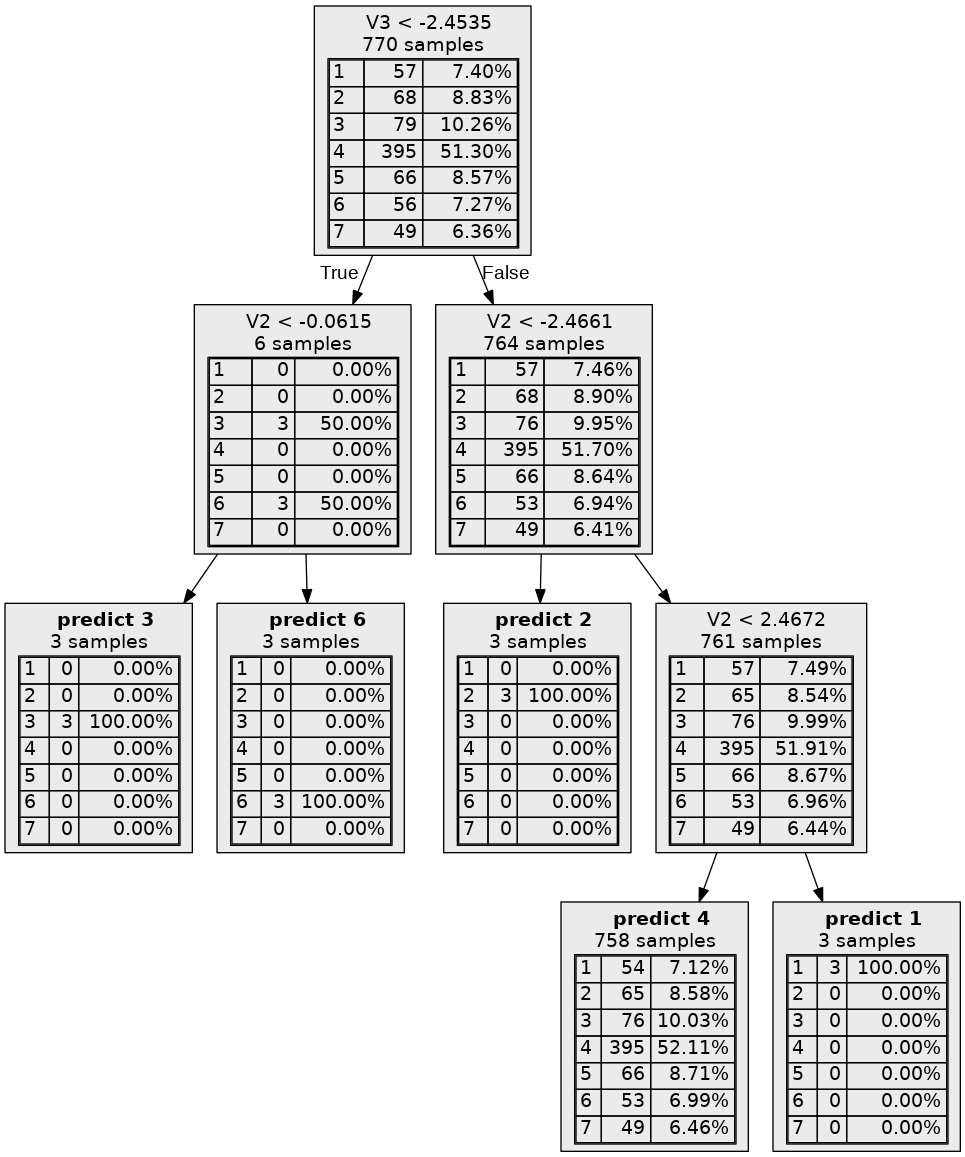 V3 < -2.4535
770 samples
1 57 7.40%
2 68 8.83%
3 79 10.26%
4 395 51.30%
5 66 8.57%
6 56 7.27%
7 49 6.36%
True
False
V2 < -0.0615
6 samples
1 0 0.00%
2 0 0.00%
3 3 50.00%
4 0 0.00%
5 0 0.00%
6 3 50.00%
7 0 0.00%
V2 < -2.4661
764 samples
1 57 7.46%
2 68 8.90%
3 76 9.95%
4 395 51.70%
5 66 8.64%
6 53 6.94%
7 49 6.41%
predict 3
3 samples
1 0 0.00%
2 0 0.00%
3 3 100.00%
4 0 0.00%
5 0 0.00%
6 0 0.00%
7 0 0.00%
predict 6
3 samples
1 0 0.00%
2 0 0.00%
3 0 0.00%
4 0 0.00%
5 0 0.00%
6 3 100.00%
7 0 0.00%
predict 2
3 samples
1 0 0.00%
2 3 100.00%
3 0 0.00%
4 0 0.00%
5 0 0.00%
6 0 0.00%
7 0 0.00%
V2 < 2.4672
761 samples
1 57 7.49%
2 65 8.54%
3 76 9.99%
4 395 51.91%
5 66 8.67%
6 53 6.96%
7 49 6.44%
predict 4
758 samples
1 54 7.12%
2 65 8.58%
3 76 10.03%
4 395 52.11%
5 66 8.71%
6 53 6.99%
7 49 6.46%
predict 1
3 samples
1 3 100.00%
2 0 0.00%
3 0 0.00%
4 0 0.00%
5 0 0.00%
6 0 0.00%
7 0 0.00%